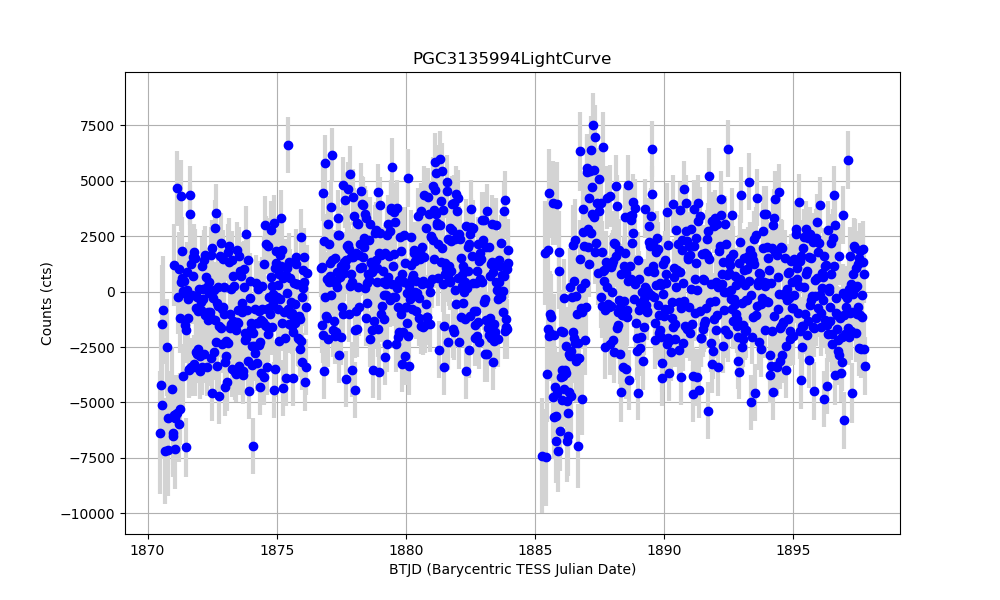 PGC3135994LightCurve
7500
5000
2500
0
−2500
−5000
−7500
−10000
Counts (cts)
1870 1875 1880 1885 1890 1895
BTJD (Barycentric TESS Julian Date)